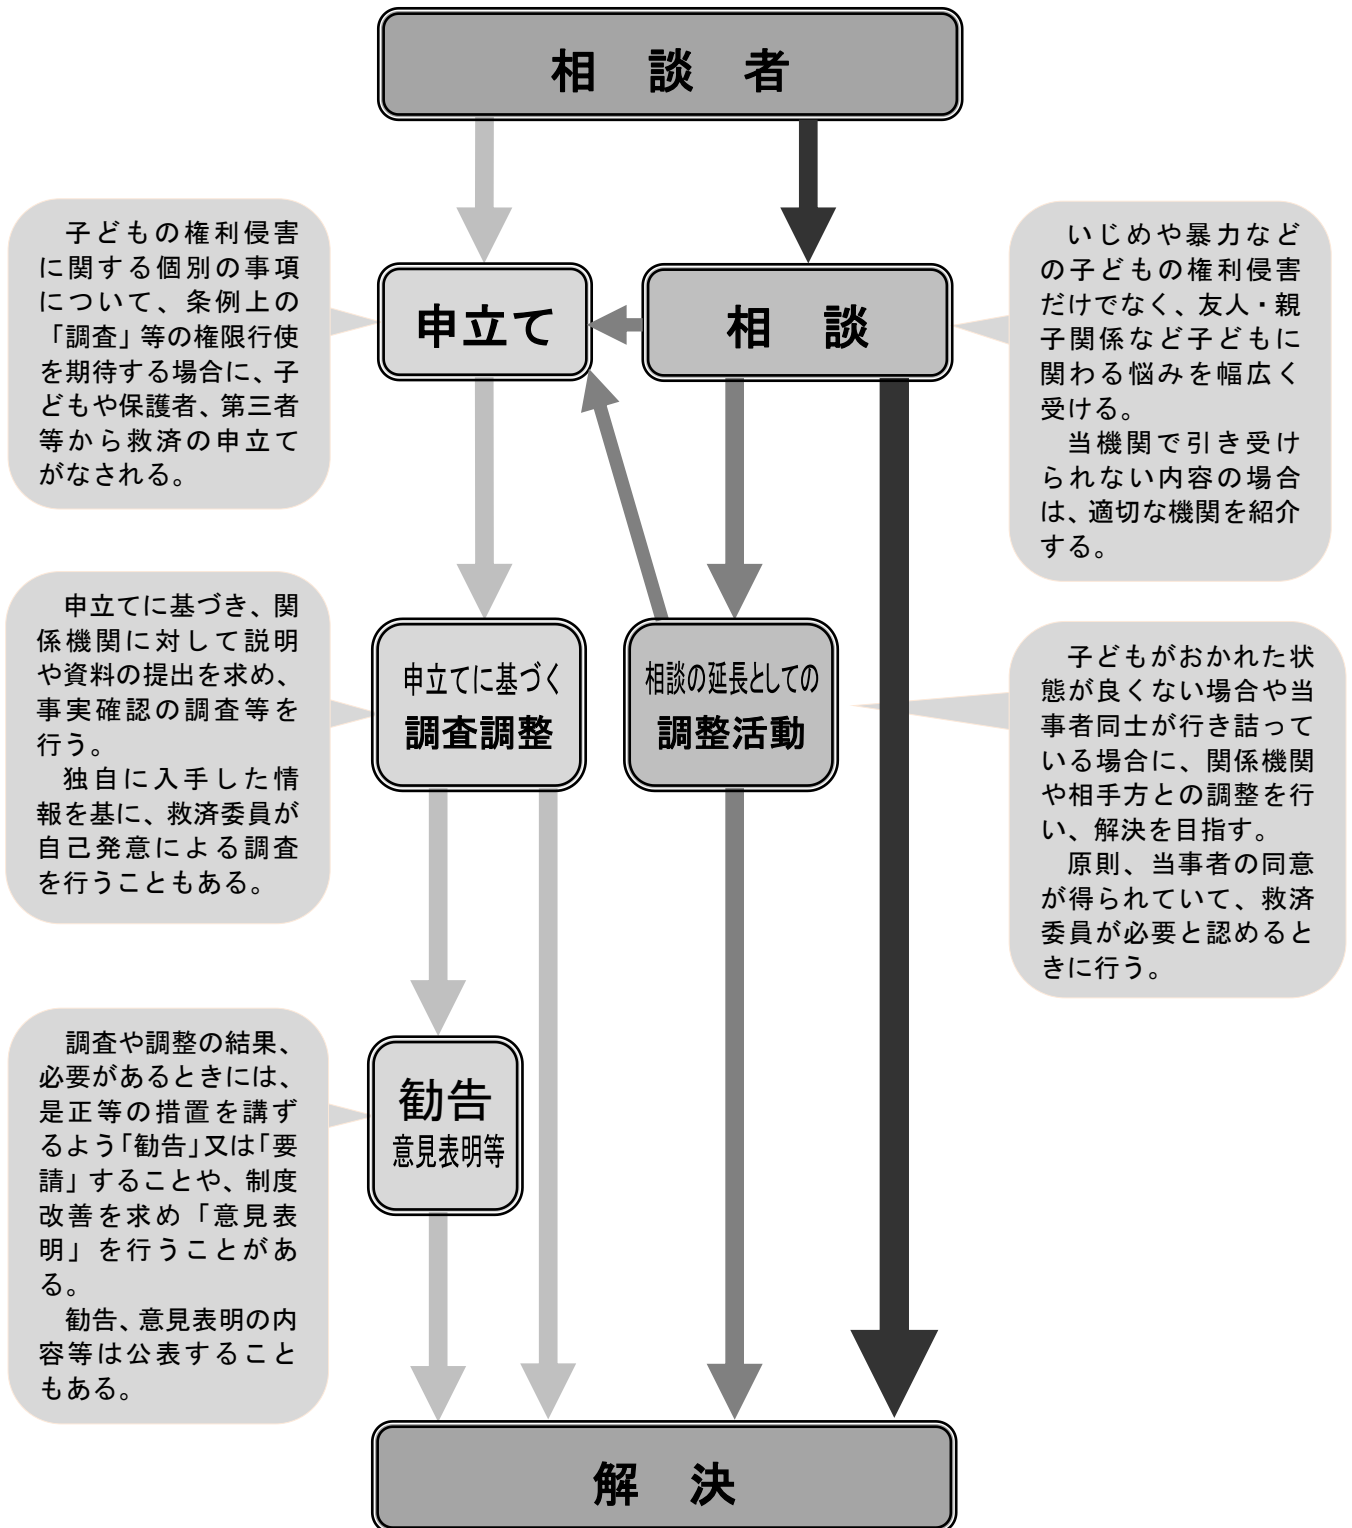 相　談　者
子どもの権利侵害
に関する個別の事項
について、条例上の
「調査」等の権限行使
を期待する場合に、子
どもや保護者、第三者
等から救済の申立て
がなされる。
申立て
相　談
いじめや暴力など
の子どもの権利侵害
だけでなく、友人・親
子関係など子どもに
関わる悩みを幅広く
受ける。
当機関で引き受け
られない内容の場合
は、適切な機関を紹介
する。
申立てに基づき、関
係機関に対して説明
や資料の提出を求め、
事実確認の調査等を
行う。
独自に入手した情
報を基に、救済委員が
自己発意による調査
を行うこともある。
申立てに基づく
調査調整
相談の延長としての
調整活動
子どもがおかれた状
態が良くない場合や当
事者同士が行き詰って
いる場合に、関係機関
や相手方との調整を行
い、解決を目指す。
原則、当事者の同意
が得られていて、救済
委員が必要と認めると
きに行う。
調査や調整の結果、
必要があるときには、
是正等の措置を講ず
るよう「勧告」又は「要
請」することや、制度
改善を求め「意見表
明」を行うことがあ
る。
勧告、意見表明の内
容等は公表すること
もある。
勧告
意見表明等
解　決